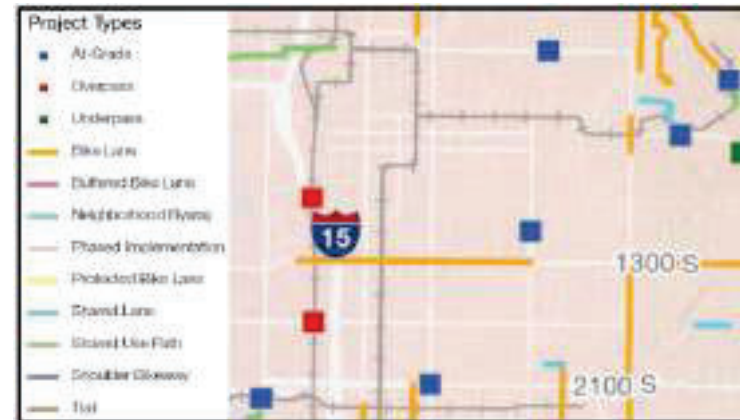 Project Types
At-Grade
Overpass
Underpass
Bike Lane
Buffered Bike Lane
Neighborhood Byway
Phased Implementation
Protected Bike Lane
Shared Lane
Shared Use Path
Shoulder Bikeway
Trail
15
1300 S
2100 S